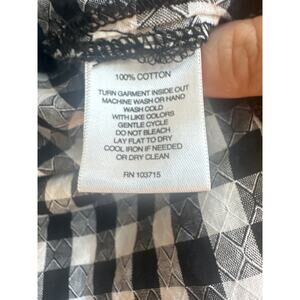 100% COTTON
TURN GARMENT INSIDE OUT
MACHINE WASH OR HAND
WASH COLD
WITH LIKE COLORS
GENTLE CYCLE
DO NOT BLEACH
LAY FLAT TO DRY
COOL IRON IF NEEDED
OR DRY CLEAN
RN 103715